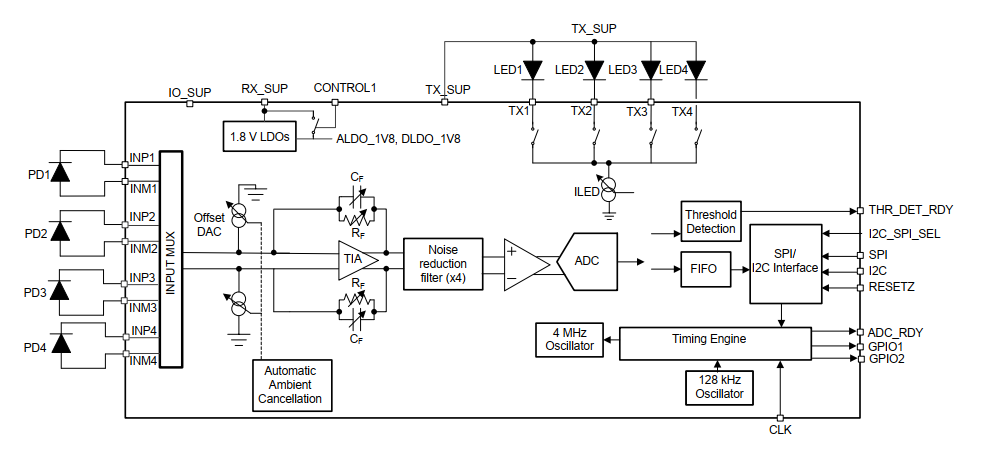 TX_SUP
LED1
LED2
LED3
LED4
IO_SUP
RX_SUP
CONTROL1
TX_SUP
TX1
TX2
TX3
TX4
1.8 V LDOs
ALDO_1V8, DLDO_1V8
PD1
INP1
INM1
PD2
INP2
INM2
PD3
INP3
INM3
PD4
INP4
INM4
INPUT MUX
Offset
DAC
CF
RF
TIA
RF
CF
Automatic
Ambient
Cancellation
Noise
reduction
filter (x4)
ADC
ILED
Threshold
Detection
FIFO
SPI/
I2C Interface
THR_DET_RDY
I2C_SPI_SEL
SPI
I2C
RESETZ
4 MHz
Oscillator
Timing Engine
128 kHz
Oscillator
ADC_RDY
GPIO1
GPIO2
CLK